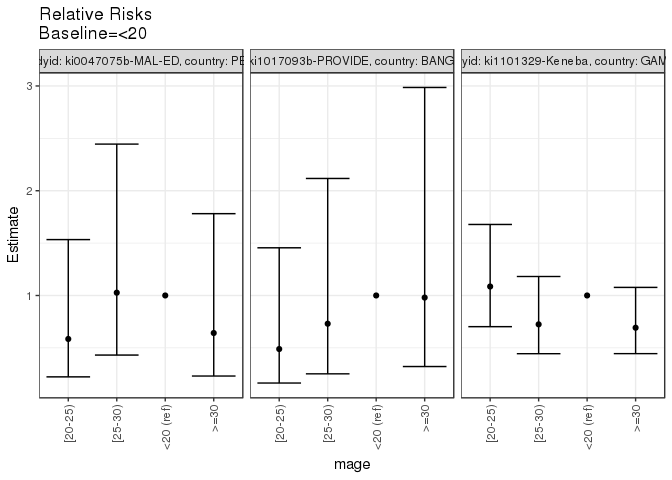 Relative Risks
Baseline=<20
dyid: ki0047075b-MAL-ED, country: PE
ki1017093b-PROVIDE, country: BANG
yid: ki1101329-Keneba, country: GAM
Estimate
3
2
1
[20-25)
[25-30)
<20 (ref)
>=30
[20-25)
[25-30)
<20 (ref)
>=30
[20-25)
[25-30)
<20 (ref)
>=30
mage